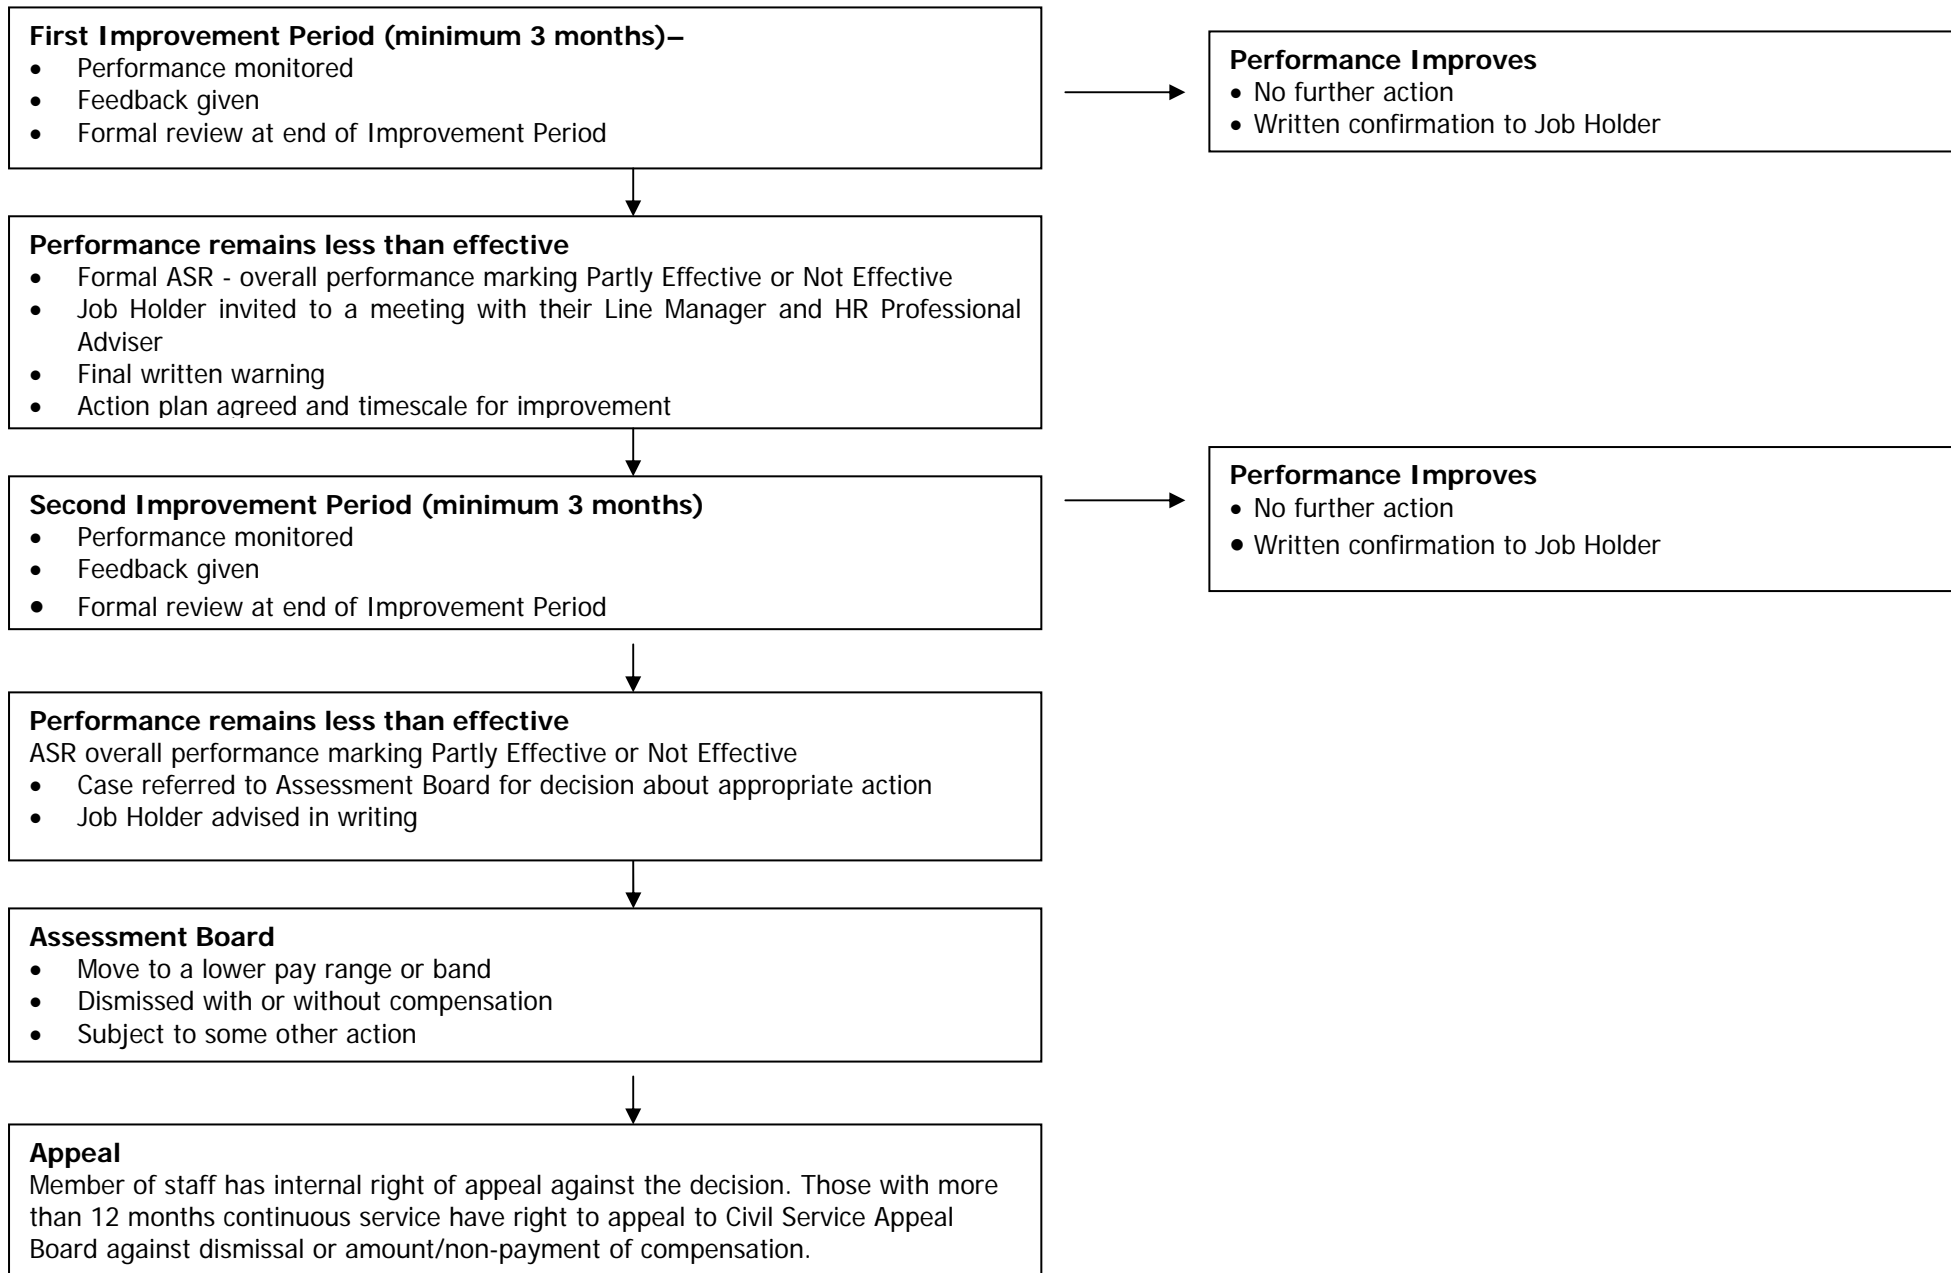 First Improvement Period (minimum 3 months)–
• Performance monitored
• Feedback given
• Formal review at end of Improvement Period
Performance Improves
• No further action
• Written confirmation to Job Holder
Performance remains less than effective
• Formal ASR - overall performance marking Partly Effective or Not Effective
• Job Holder invited to a meeting with their Line Manager and HR Professional
Adviser
• Final written warning
• Action plan agreed and timescale for improvement
Second Improvement Period (minimum 3 months)
• Performance monitored
• Feedback given
• Formal review at end of Improvement Period
Performance Improves
• No further action
• Written confirmation to Job Holder
Performance remains less than effective
ASR overall performance marking Partly Effective or Not Effective
• Case referred to Assessment Board for decision about appropriate action
• Job Holder advised in writing
Assessment Board
• Move to a lower pay range or band
• Dismissed with or without compensation
• Subject to some other action
Appeal
Member of staff has internal right of appeal against the decision. Those with more
than 12 months continuous service have right to appeal to Civil Service Appeal
Board against dismissal or amount/non-payment of compensation.